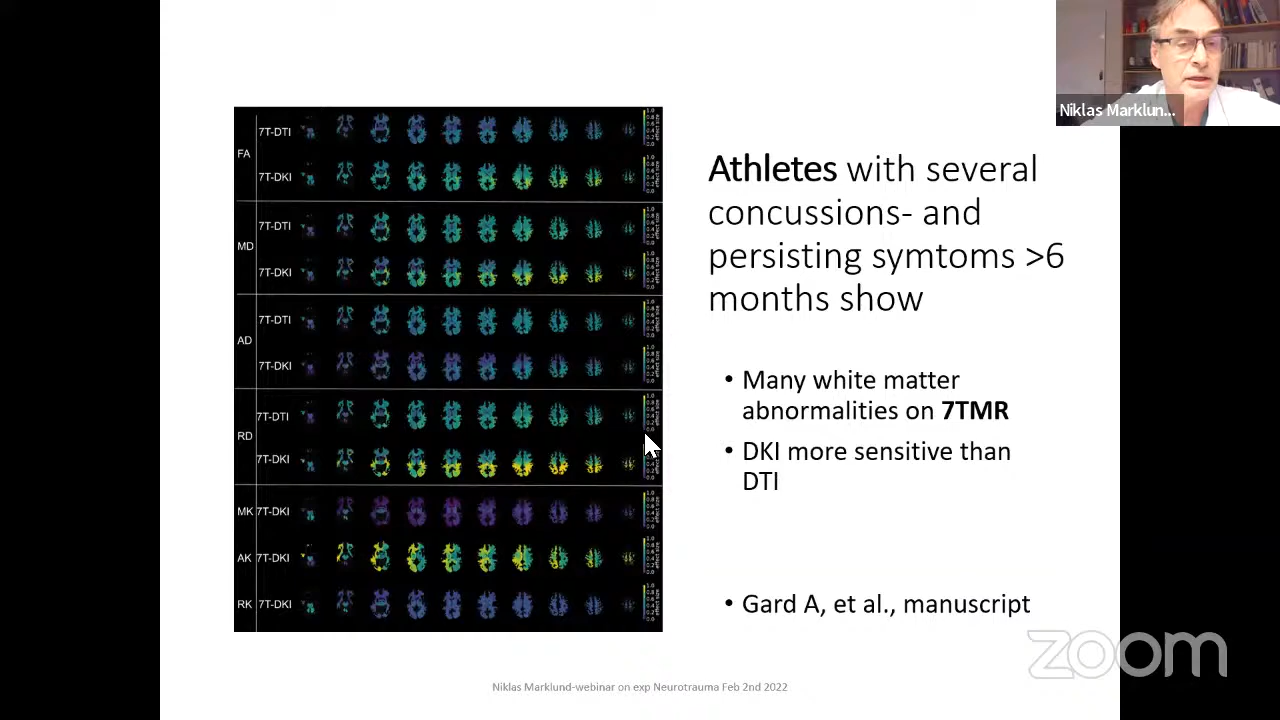 Niklas Marklun...
Athletes with several
concussions- and
persisting symtoms >6
months show
• Many white matter
abnormalities on 7TMR
• DKI more sensitive than
DTI
• Gard A, et al., manuscript
FA
7T-DTI
7T-DKI
MD
7T-DTI
7T-DKI
AD
7T-DTI
7T-DKI
RD
7T-DTI
7T-DKI
MK 7T-DKI
AK 7T-DKI
RK 7T-DKI
zoom
Niklas Marklund-webinar on exp Neurotrauma Feb 2nd 2022